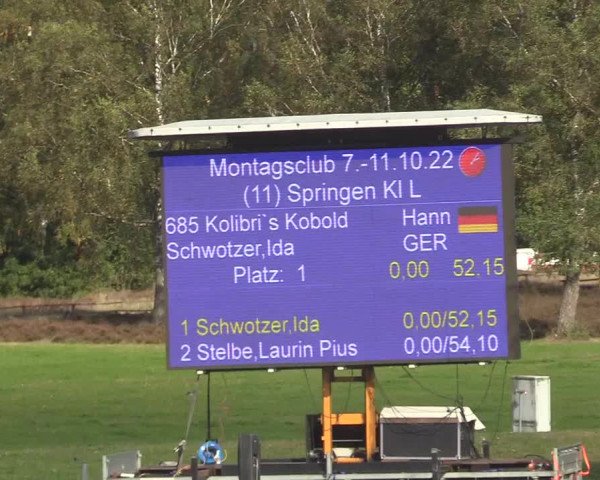 Montagsclub 7.-11.10.22
(11) Springen Kl L
685 Kolibri`s Kobold Hann
Schwotzer,Ida GER
Platz: 1 0,00 52,15
1 Schwotzer,Ida 0,00/52,15
2 Stelbe,Laurin Pius 0,00/54,10